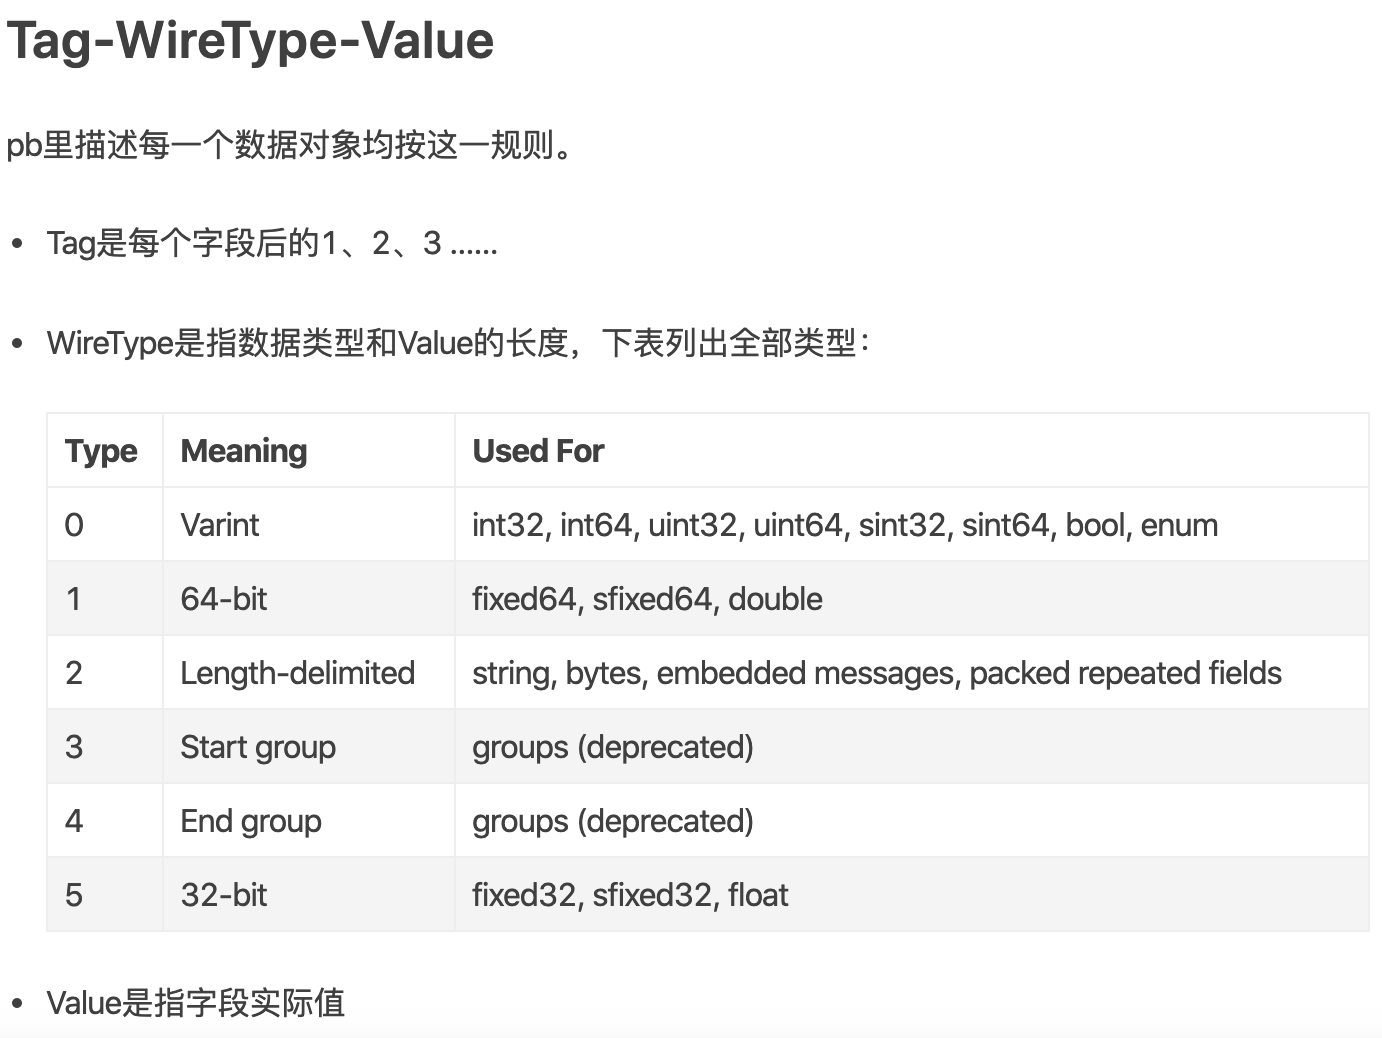 Tag-WireType-Value
pb里描述每一个数据对象均按这一规则。
• Tag是每个字段后的1、2、3 ......
• WireType是指数据类型和Value的长度，下表列出全部类型：
Type Meaning Used For
0 Varint int32, int64, uint32, uint64, sint32, sint64, bool, enum
1 64-bit fixed64, sfixed64, double
2 Length-delimited string, bytes, embedded messages, packed repeated fields
3 Start group groups (deprecated)
4 End group groups (deprecated)
5 32-bit fixed32, sfixed32, float
• Value是指字段实际值